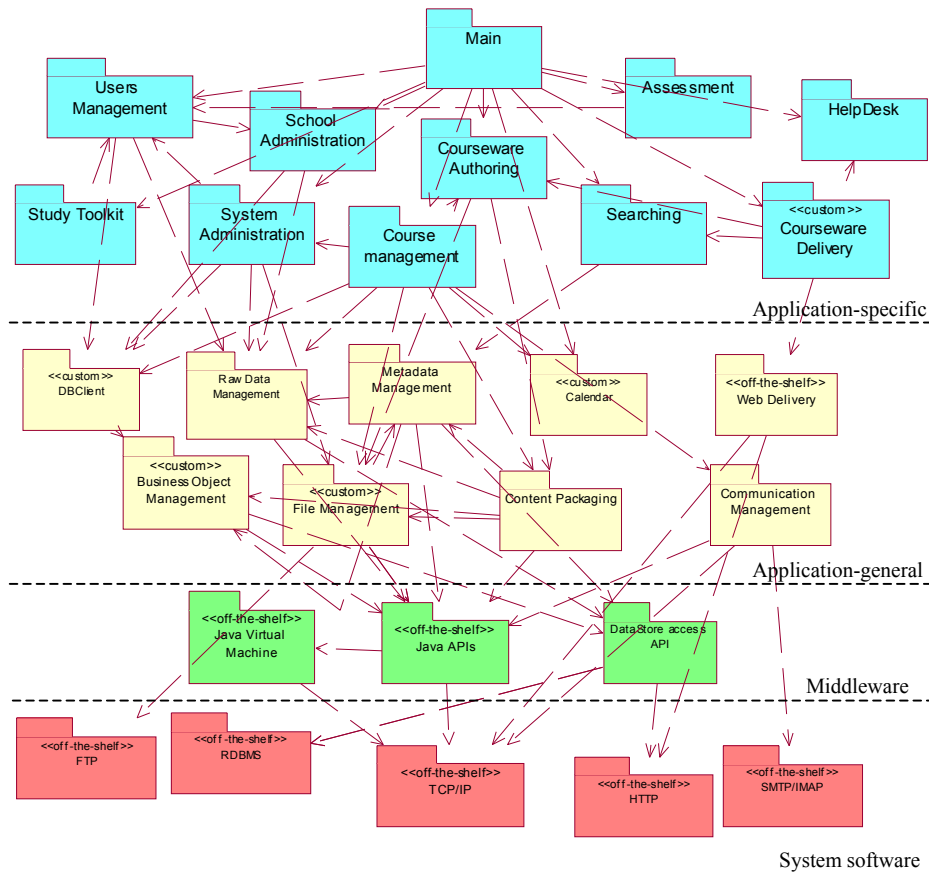 Main
Users
Management
Assessment
HelpDesk
School
Administration
Courseware
Authoring
Study Toolkit
System
Administration
Course
management
Searching
<<custom>>
Courseware
Delivery
Application-specific
<<custom>>
DBClient
Raw Data
Management
Metadata
Management
<<custom>>
Calendar
<<off-the-shelf>>
Web Delivery
<<custom>>
Business Object
Management
<<custom>>
File Management
Content Packaging
Communication
Management
Application-general
<<off-the-shelf>>
Java Virtual
Machine
<<off-the-shelf>>
Java APIs
DataStore access
API
Middleware
<<off-the-shelf>>
FTP
<<off-the-shelf>>
RDBMS
<<off-the-shelf>>
TCP/IP
<<off-the-shelf>>
HTTP
<<off-the-shelf>>
SMTP/IMAP
System software